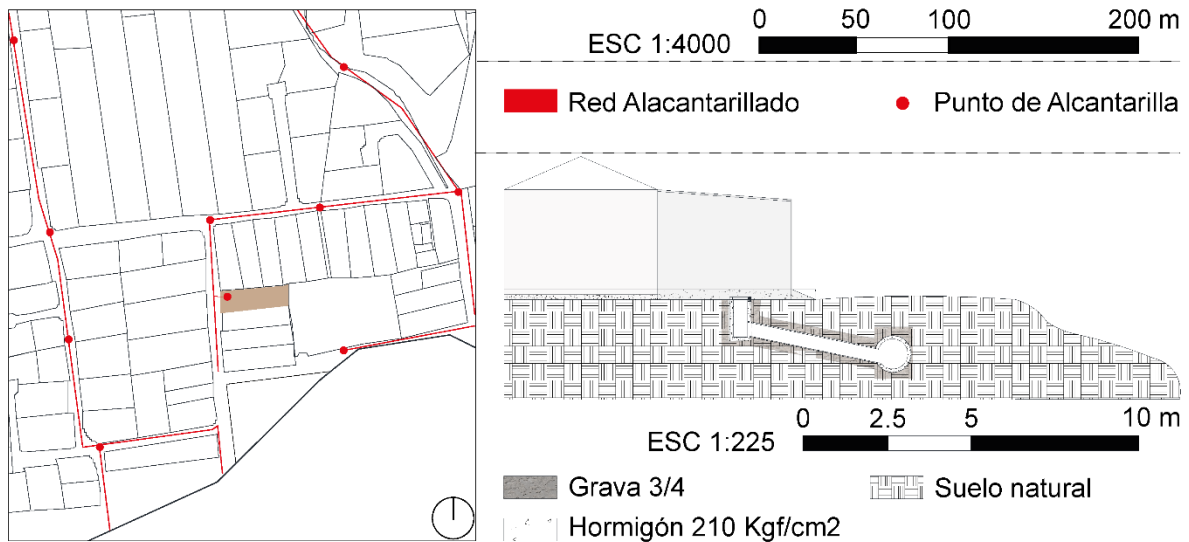 0 50 100 200 m
ESC 1:4000
Red Alacantarillado
Punto de Alcantarilla
0 2.5 5 10 m
ESC 1:225
Grava 3/4
Suelo natural
Hormigón 210 Kgf/cm2